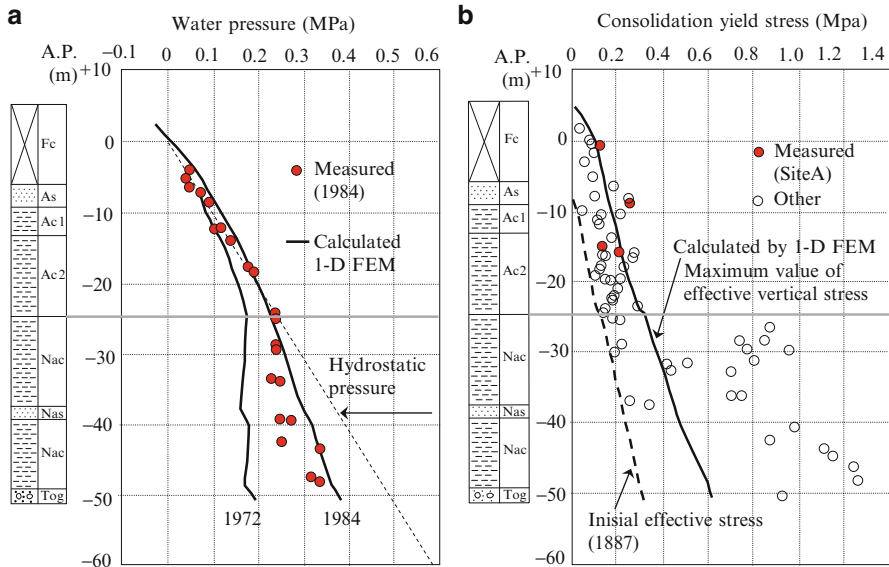 a
Water pressure (MPa)
A.P.
(m)
−0.1 0 0.1 0.2 0.3 0.4 0.5 0.6
+10
0
−10
−20
−30
−40
−50
−60
Fc
As
Ac1
Ac2
Nac
Nas
Nac
Tog
Measured
(1984)
Calculated
1-D FEM
Hydrostatic
pressure
1972
1984
b
Consolidation yield stress (Mpa)
A.P.
(m)
0 0.2 0.4 0.6 0.8 1.0 1.2 1.4
+10
0
−10
−20
−30
−40
−50
−60
Fc
As
Ac1
Ac2
Nac
Nas
Nac
Tog
Measured
(SiteA)
Other
Calculated by 1-D FEM
Maximum value of
effective vertical stress
Inisial effective stress
(1887)